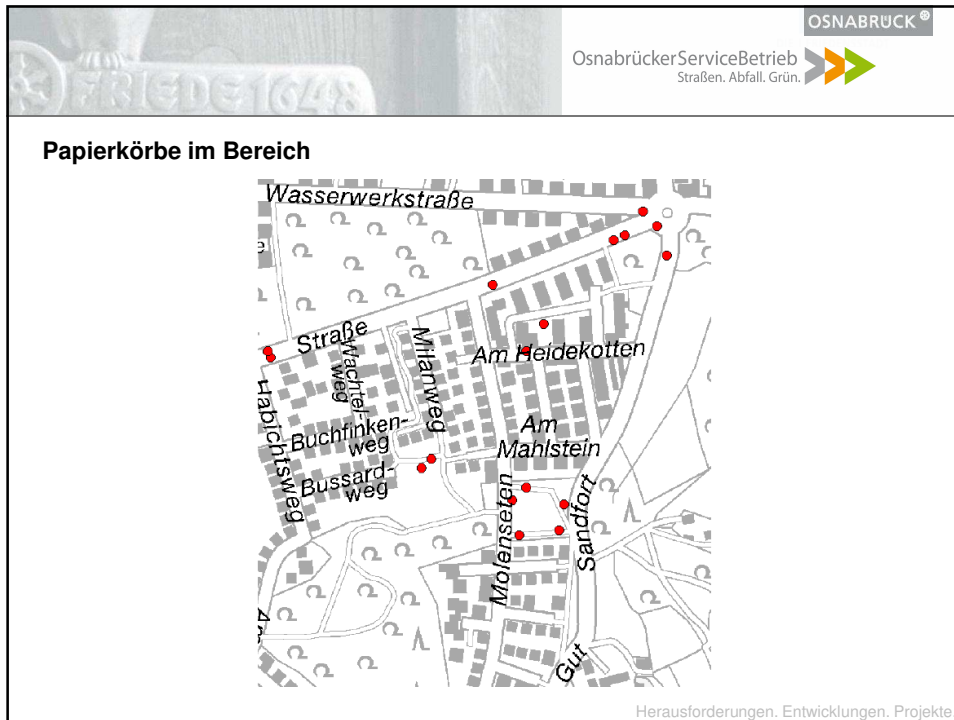 OSNABRÜCK
FRIEDE 1648
OsnabrückerServiceBetrieb
Straßen. Abfall. Grün.
Papierkörbe im Bereich
Wasserwerkstraße
Straße
Wachtel-
weg
Milanweg
Am Heidekotten
Habichtsweg
Buchfinken-
weg
Am
Mahlstein
Bussard-
weg
Molenseten
Sandfort
Gut
Herausforderungen. Entwicklungen. Projekte